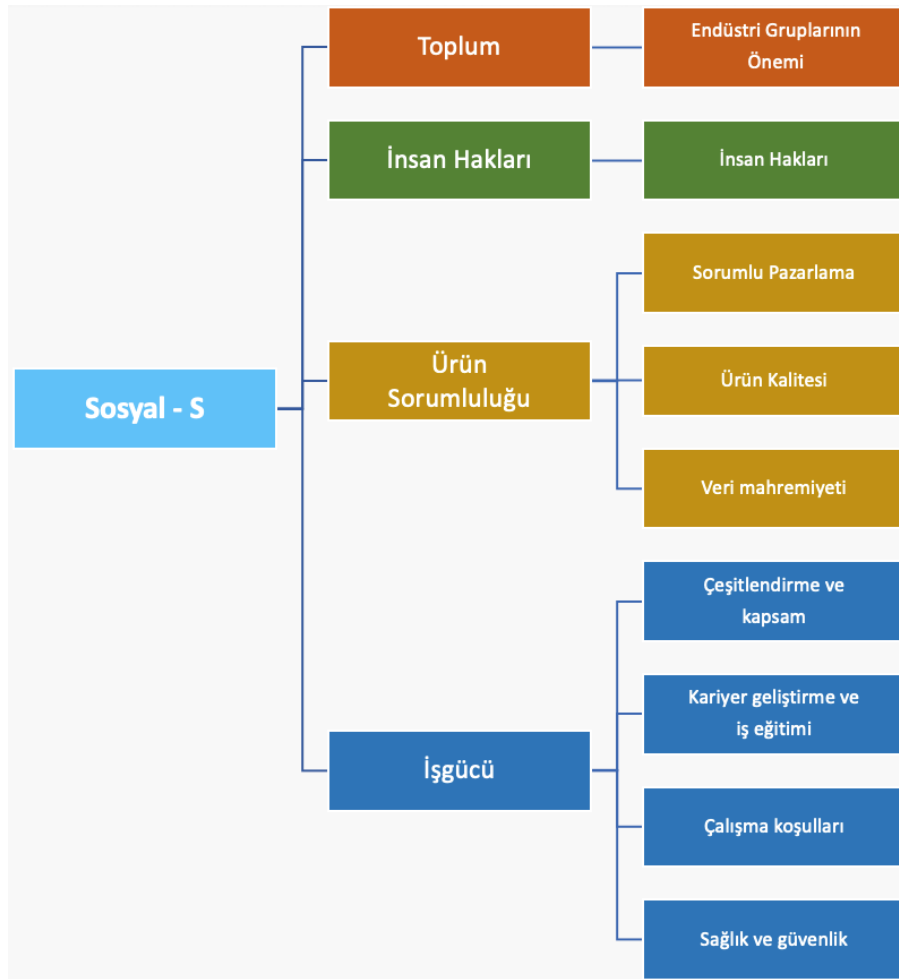 Sosyal - S
Toplum
Endüstri Gruplarının
Önemi
İnsan Hakları
İnsan Hakları
Ürün
Sorumluluğu
Sorumlu Pazarlama
Ürün Kalitesi
Veri mahremiyeti
İşgücü
Çeşitlendirme ve
kapsam
Kariyer geliştirme ve
iş eğitimi
Çalışma koşulları
Sağlık ve güvenlik